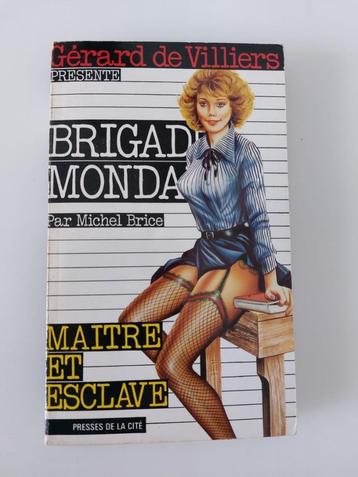 Gérard de Villiers
PRÉSENTE
BRIGAD
MONDA
Par Michel Brice
MAITRE
ET
ESCLAVE
PRESSES DE LA CITÉ